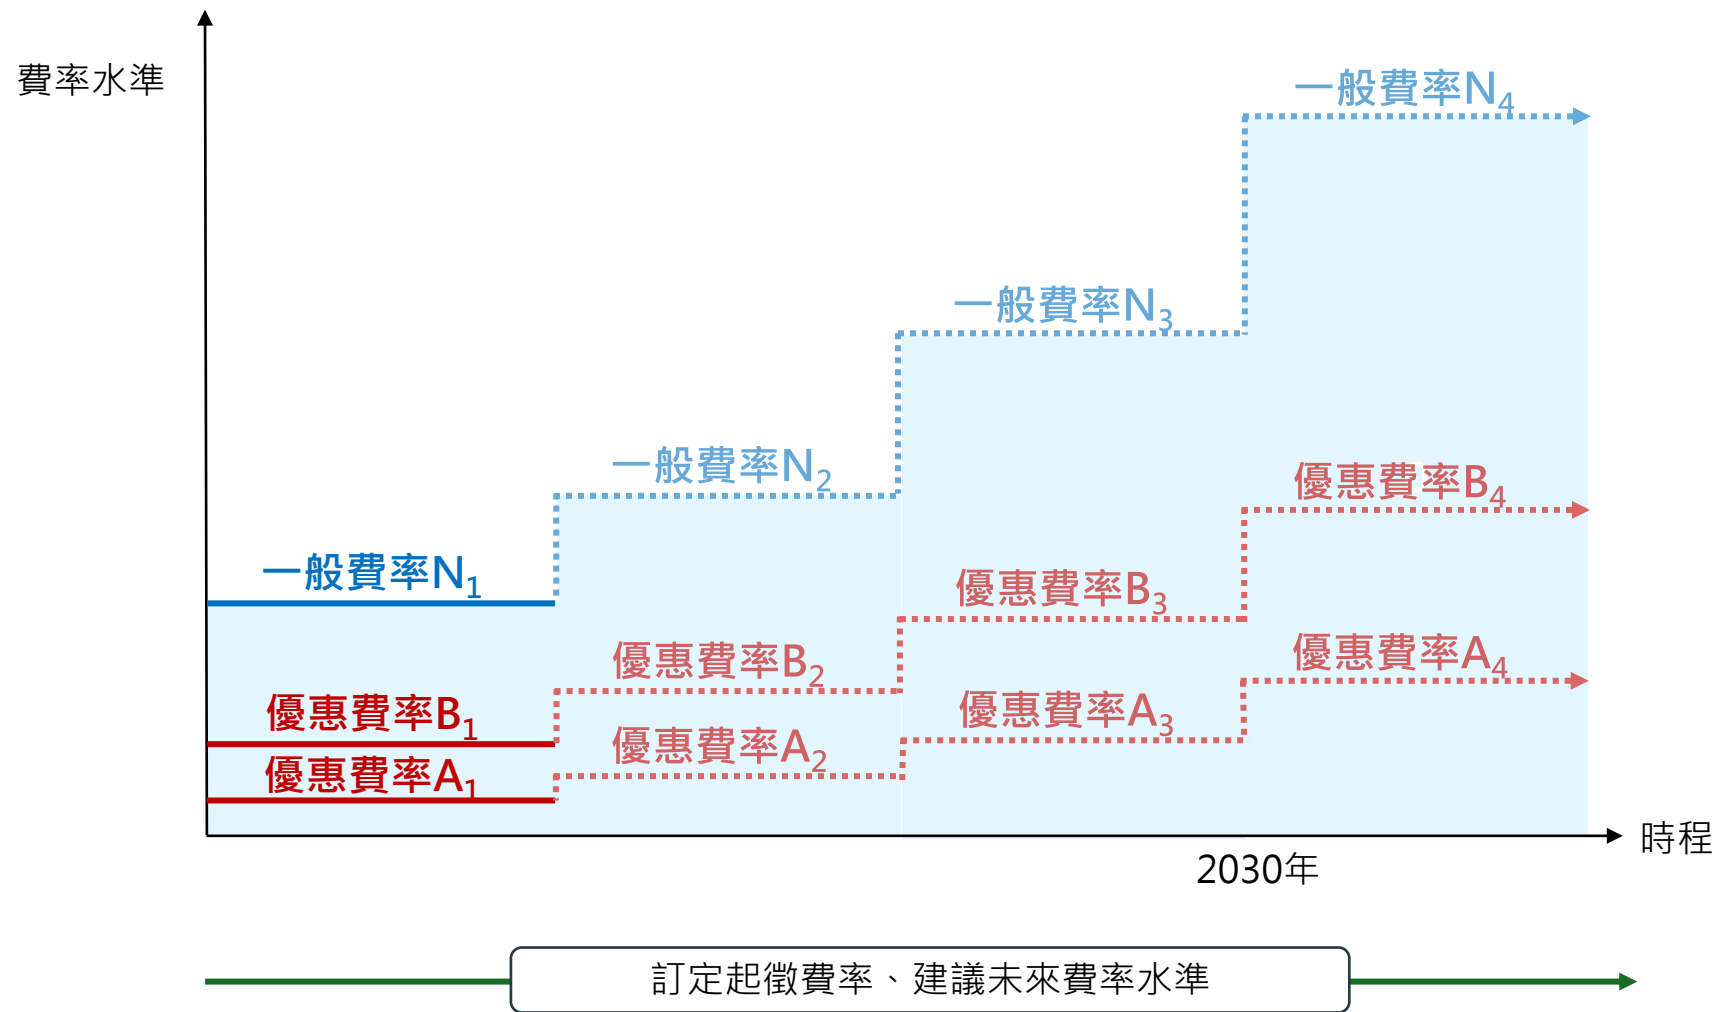 費率水準
一般費率N₄
一般費率N₃
一般費率N₂
優惠費率B₄
一般費率N₁
優惠費率B₃
優惠費率B₂
優惠費率A₄
優惠費率B₁
優惠費率A₃
優惠費率A₂
優惠費率A₁
時程
2030年
訂定起徵費率、建議未來費率水準